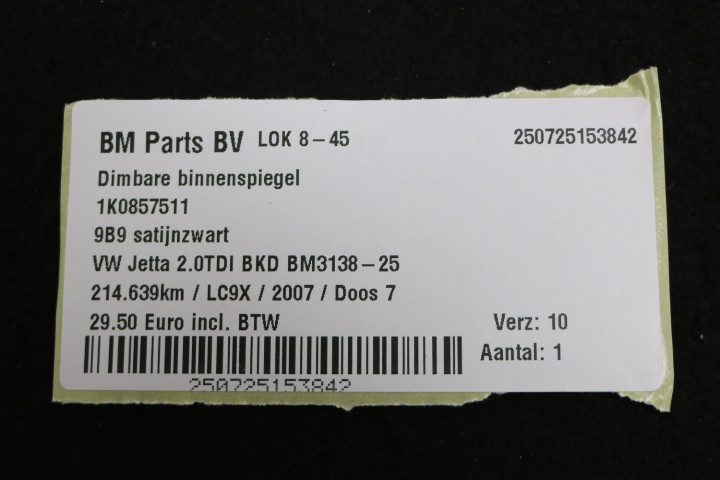 BM Parts BV LOK 8-45 250725153842
Dimbare binnenspiegel
1K0857511
9B9 satijnzwart
VW Jetta 2.0TDI BKD BM3138-25
214.639km / LC9X / 2007 / Doos 7
29.50 Euro incl. BTW Verz: 10
Aantal: 1
250725153842